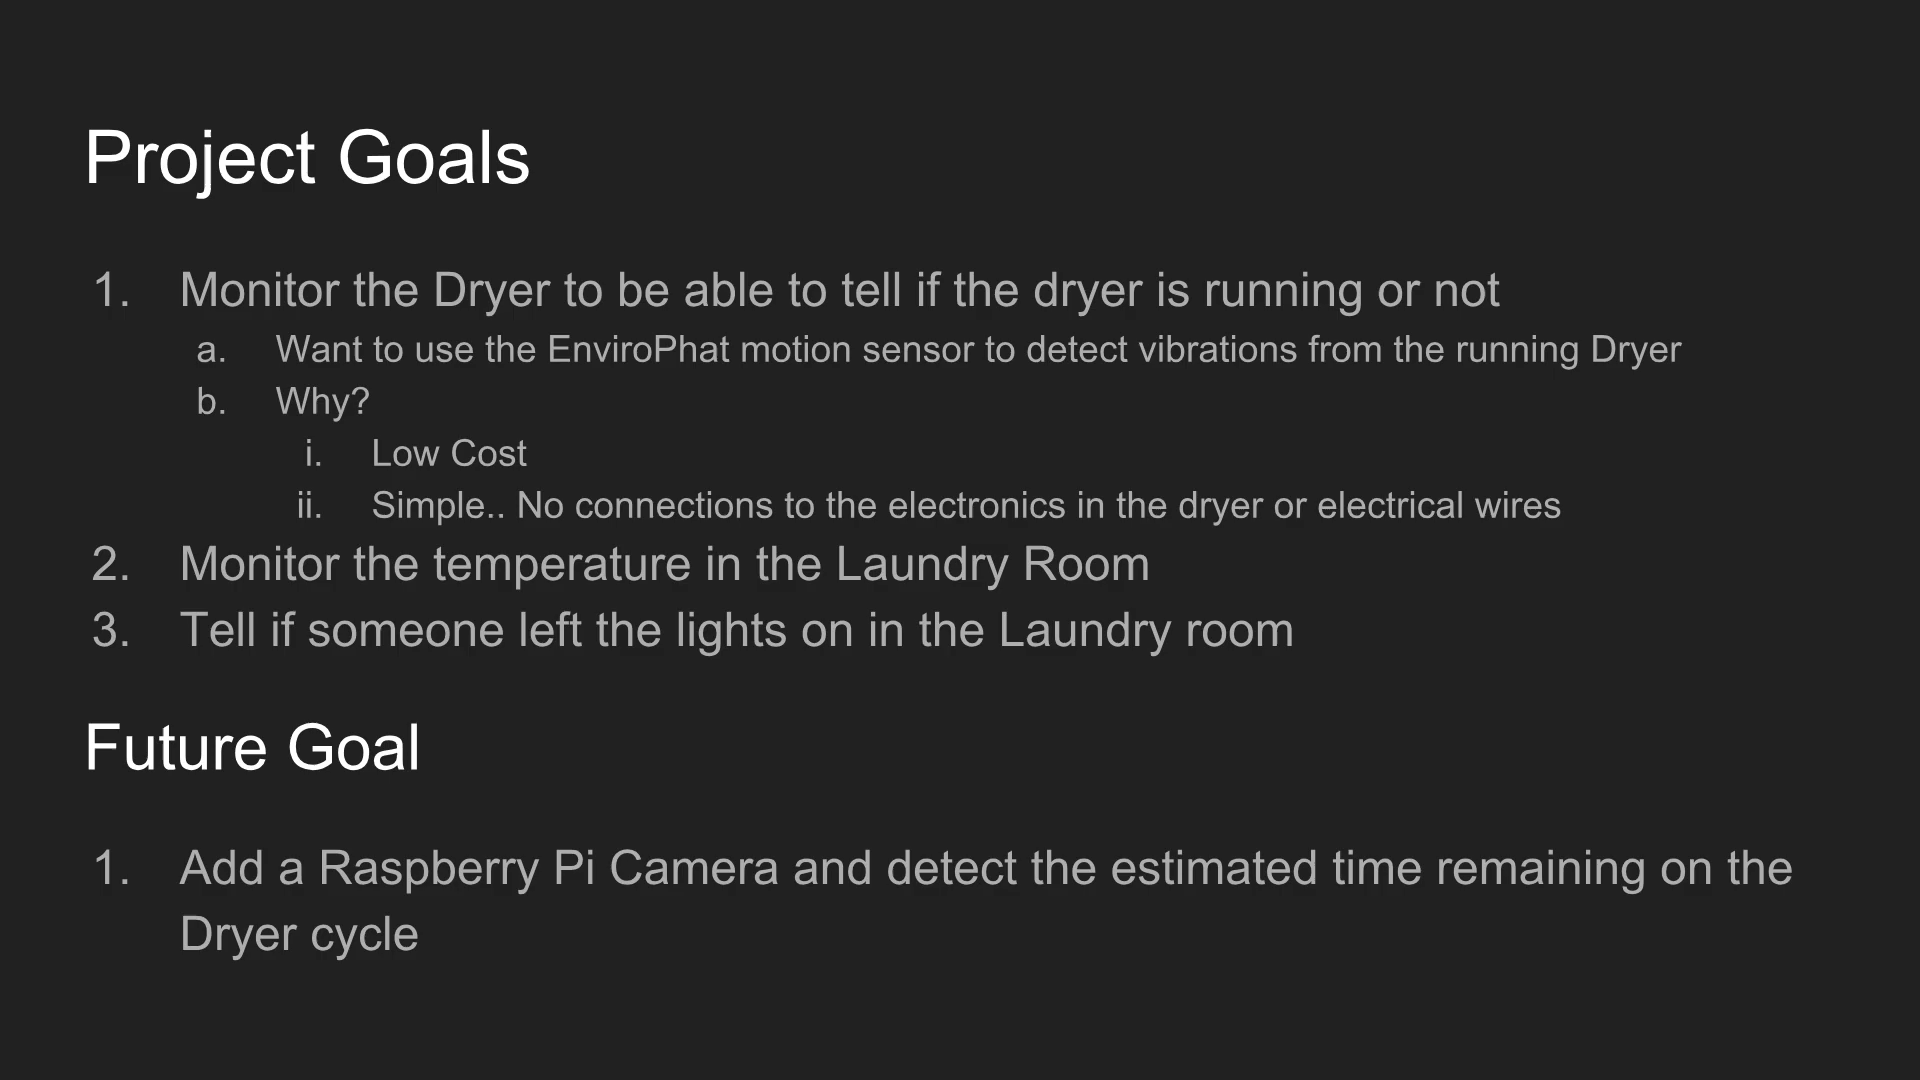 Project Goals
1. Monitor the Dryer to be able to tell if the dryer is running or not
a. Want to use the EnviroPhat motion sensor to detect vibrations from the running Dryer
b. Why?
i. Low Cost
ii. Simple.. No connections to the electronics in the dryer or electrical wires
2. Monitor the temperature in the Laundry Room
3. Tell if someone left the lights on in the Laundry room
Future Goal
1. Add a Raspberry Pi Camera and detect the estimated time remaining on the
Dryer cycle